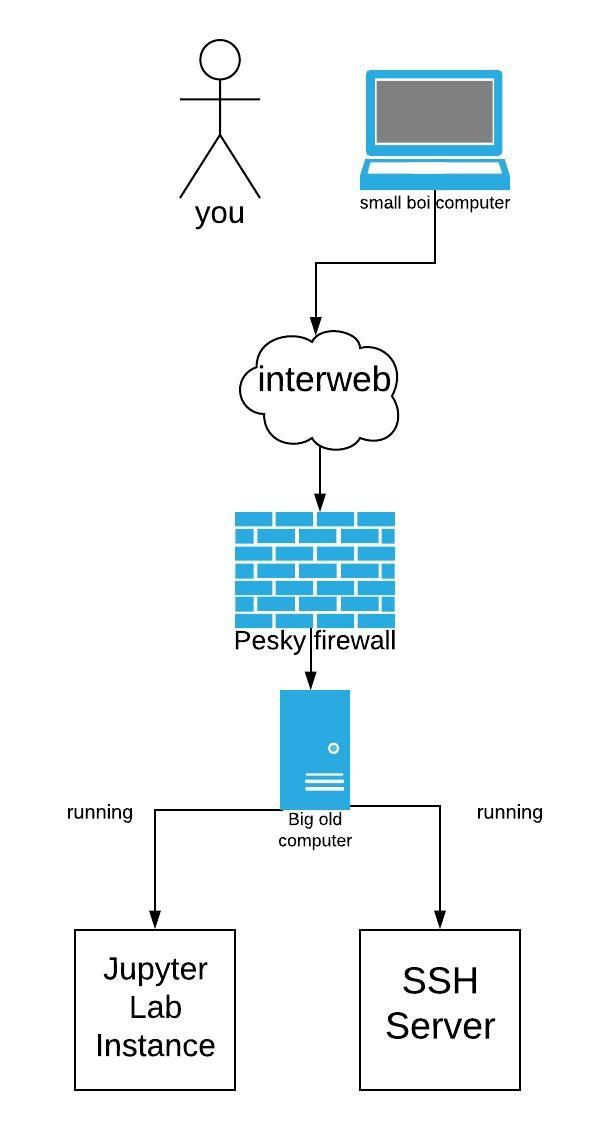 you
small boi computer
interweb
Pesky firewall
Big old
computer
running
running
Jupyter
Lab
Instance
SSH
Server